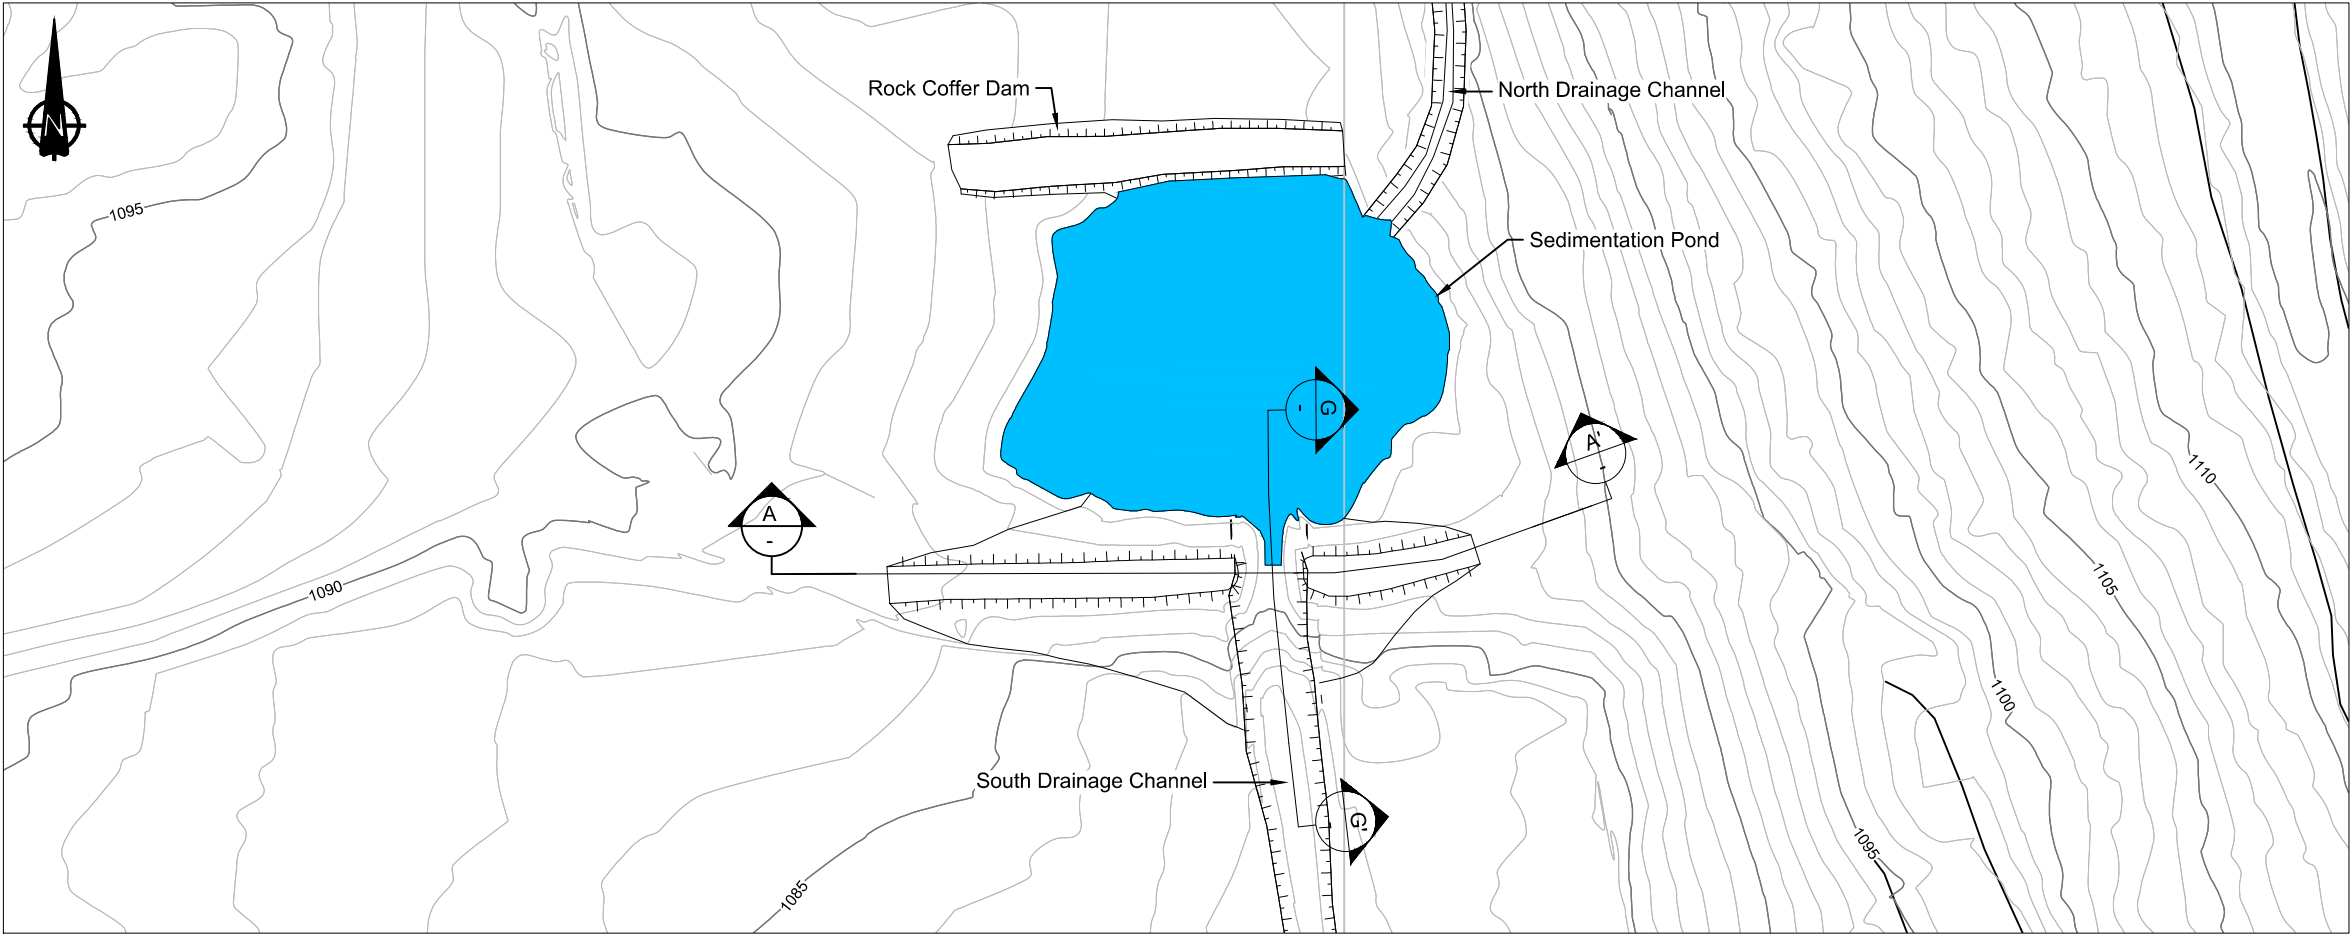 Rock Coffer Dam
North Drainage Channel
N
1095
Sedimentation Pond
G
-
A'
-
1110
A
-
1105
1090
1100
South Drainage Channel
G'
1095
1085